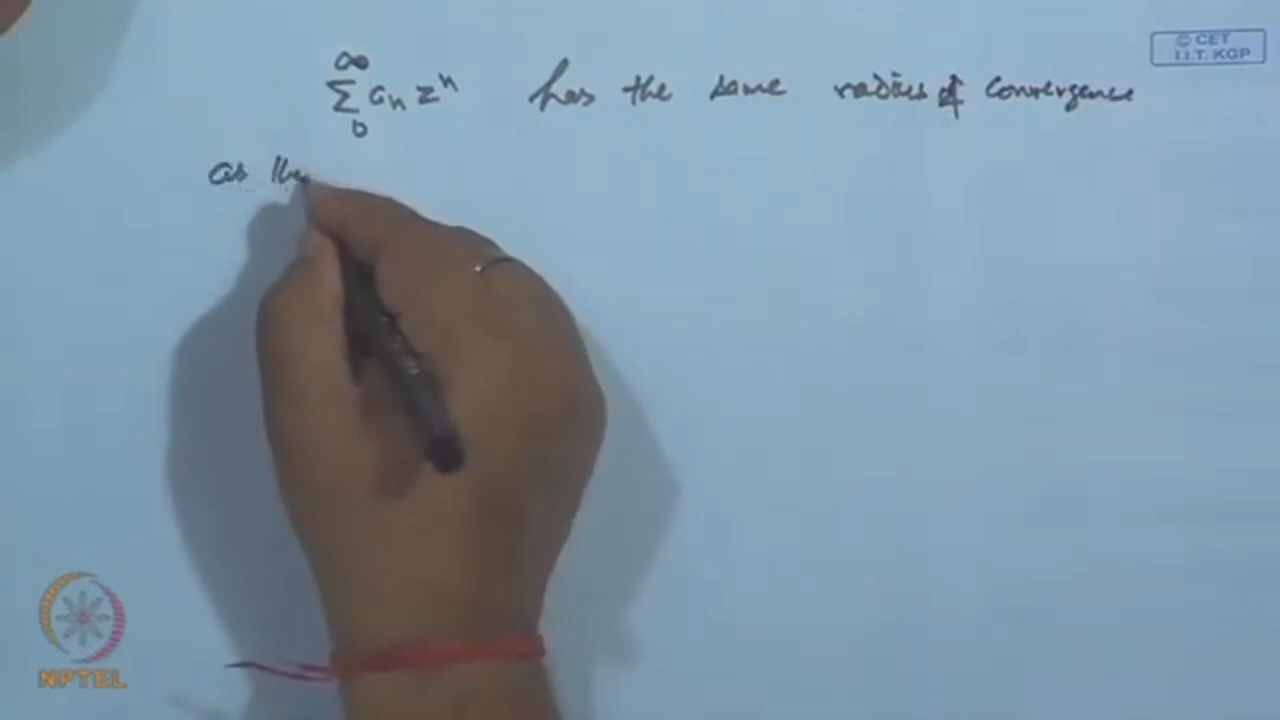 ∞
Σ aₙ zⁿ has the same radius of convergence
0
as the
© CET
I.I.T. KGP
NPTEL